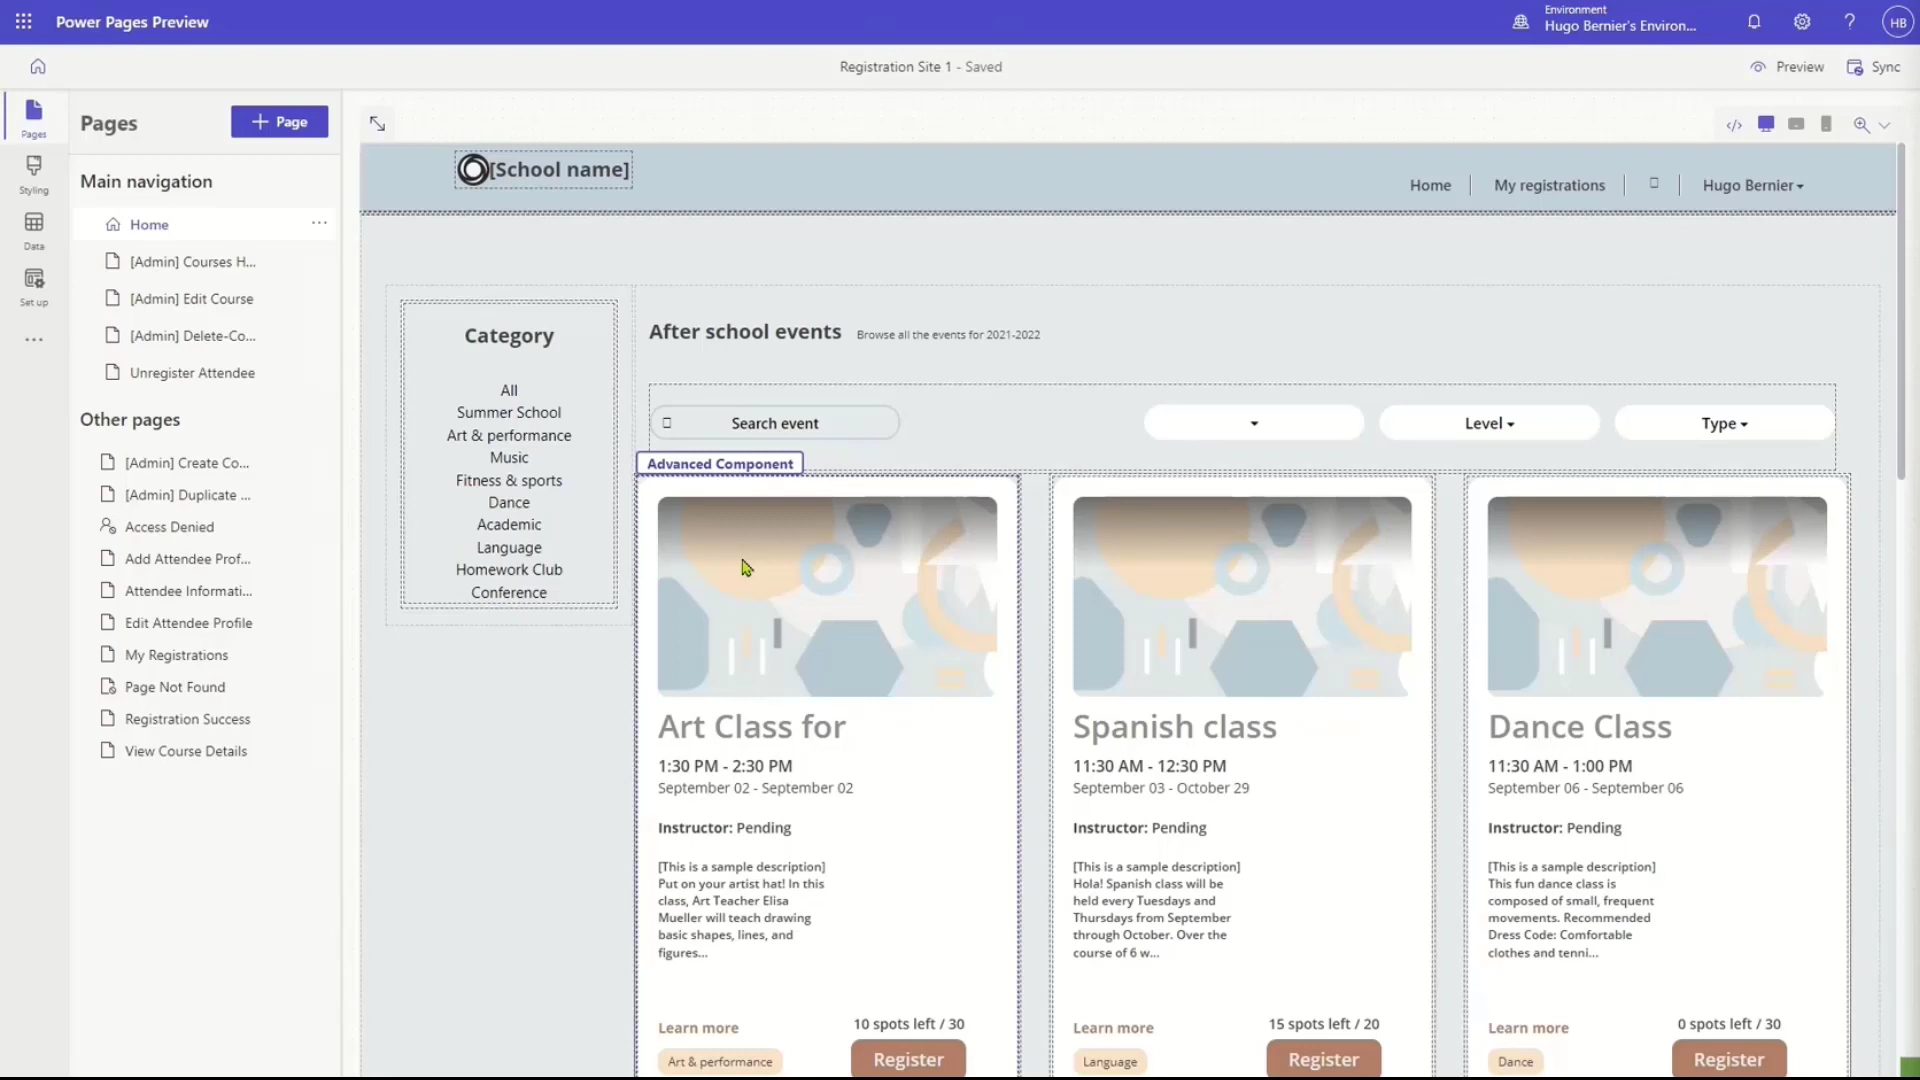 Power Pages Preview
Environment
Hugo Bernier's Environ...
HB
Registration Site 1 - Saved
Preview
Sync
Pages
Styling
Data
Set up
Pages
+ Page
Main navigation
Home
[Admin] Courses H...
[Admin] Edit Course
[Admin] Delete-Co...
Unregister Attendee
Other pages
[Admin] Create Co...
[Admin] Duplicate ...
Access Denied
Add Attendee Prof...
Attendee Informati...
Edit Attendee Profile
My Registrations
Page Not Found
Registration Success
View Course Details
[School name]
Home
My registrations
Hugo Bernier
Category
All
Summer School
Art & performance
Music
Fitness & sports
Dance
Academic
Language
Homework Club
Conference
After school events
Browse all the events for 2021-2022
Search event
Level
Type
Advanced Component
Art Class for
1:30 PM - 2:30 PM
September 02 - September 02
Instructor: Pending
[This is a sample description]
Put on your artist hat! In this
class, Art Teacher Elisa
Mueller will teach drawing
basic shapes, lines, and
figures...
Learn more
10 spots left / 30
Art & performance
Register
Spanish class
11:30 AM - 12:30 PM
September 03 - October 29
Instructor: Pending
[This is a sample description]
Hola! Spanish class will be
held every Tuesdays and
Thursdays from September
through October. Over the
course of 6 w...
Learn more
15 spots left / 20
Language
Register
Dance Class
11:30 AM - 1:00 PM
September 06 - September 06
Instructor: Pending
[This is a sample description]
This fun dance class is
composed of small, frequent
movements. Recommended
Dress Code: Comfortable
clothes and tenni...
Learn more
0 spots left / 30
Dance
Register